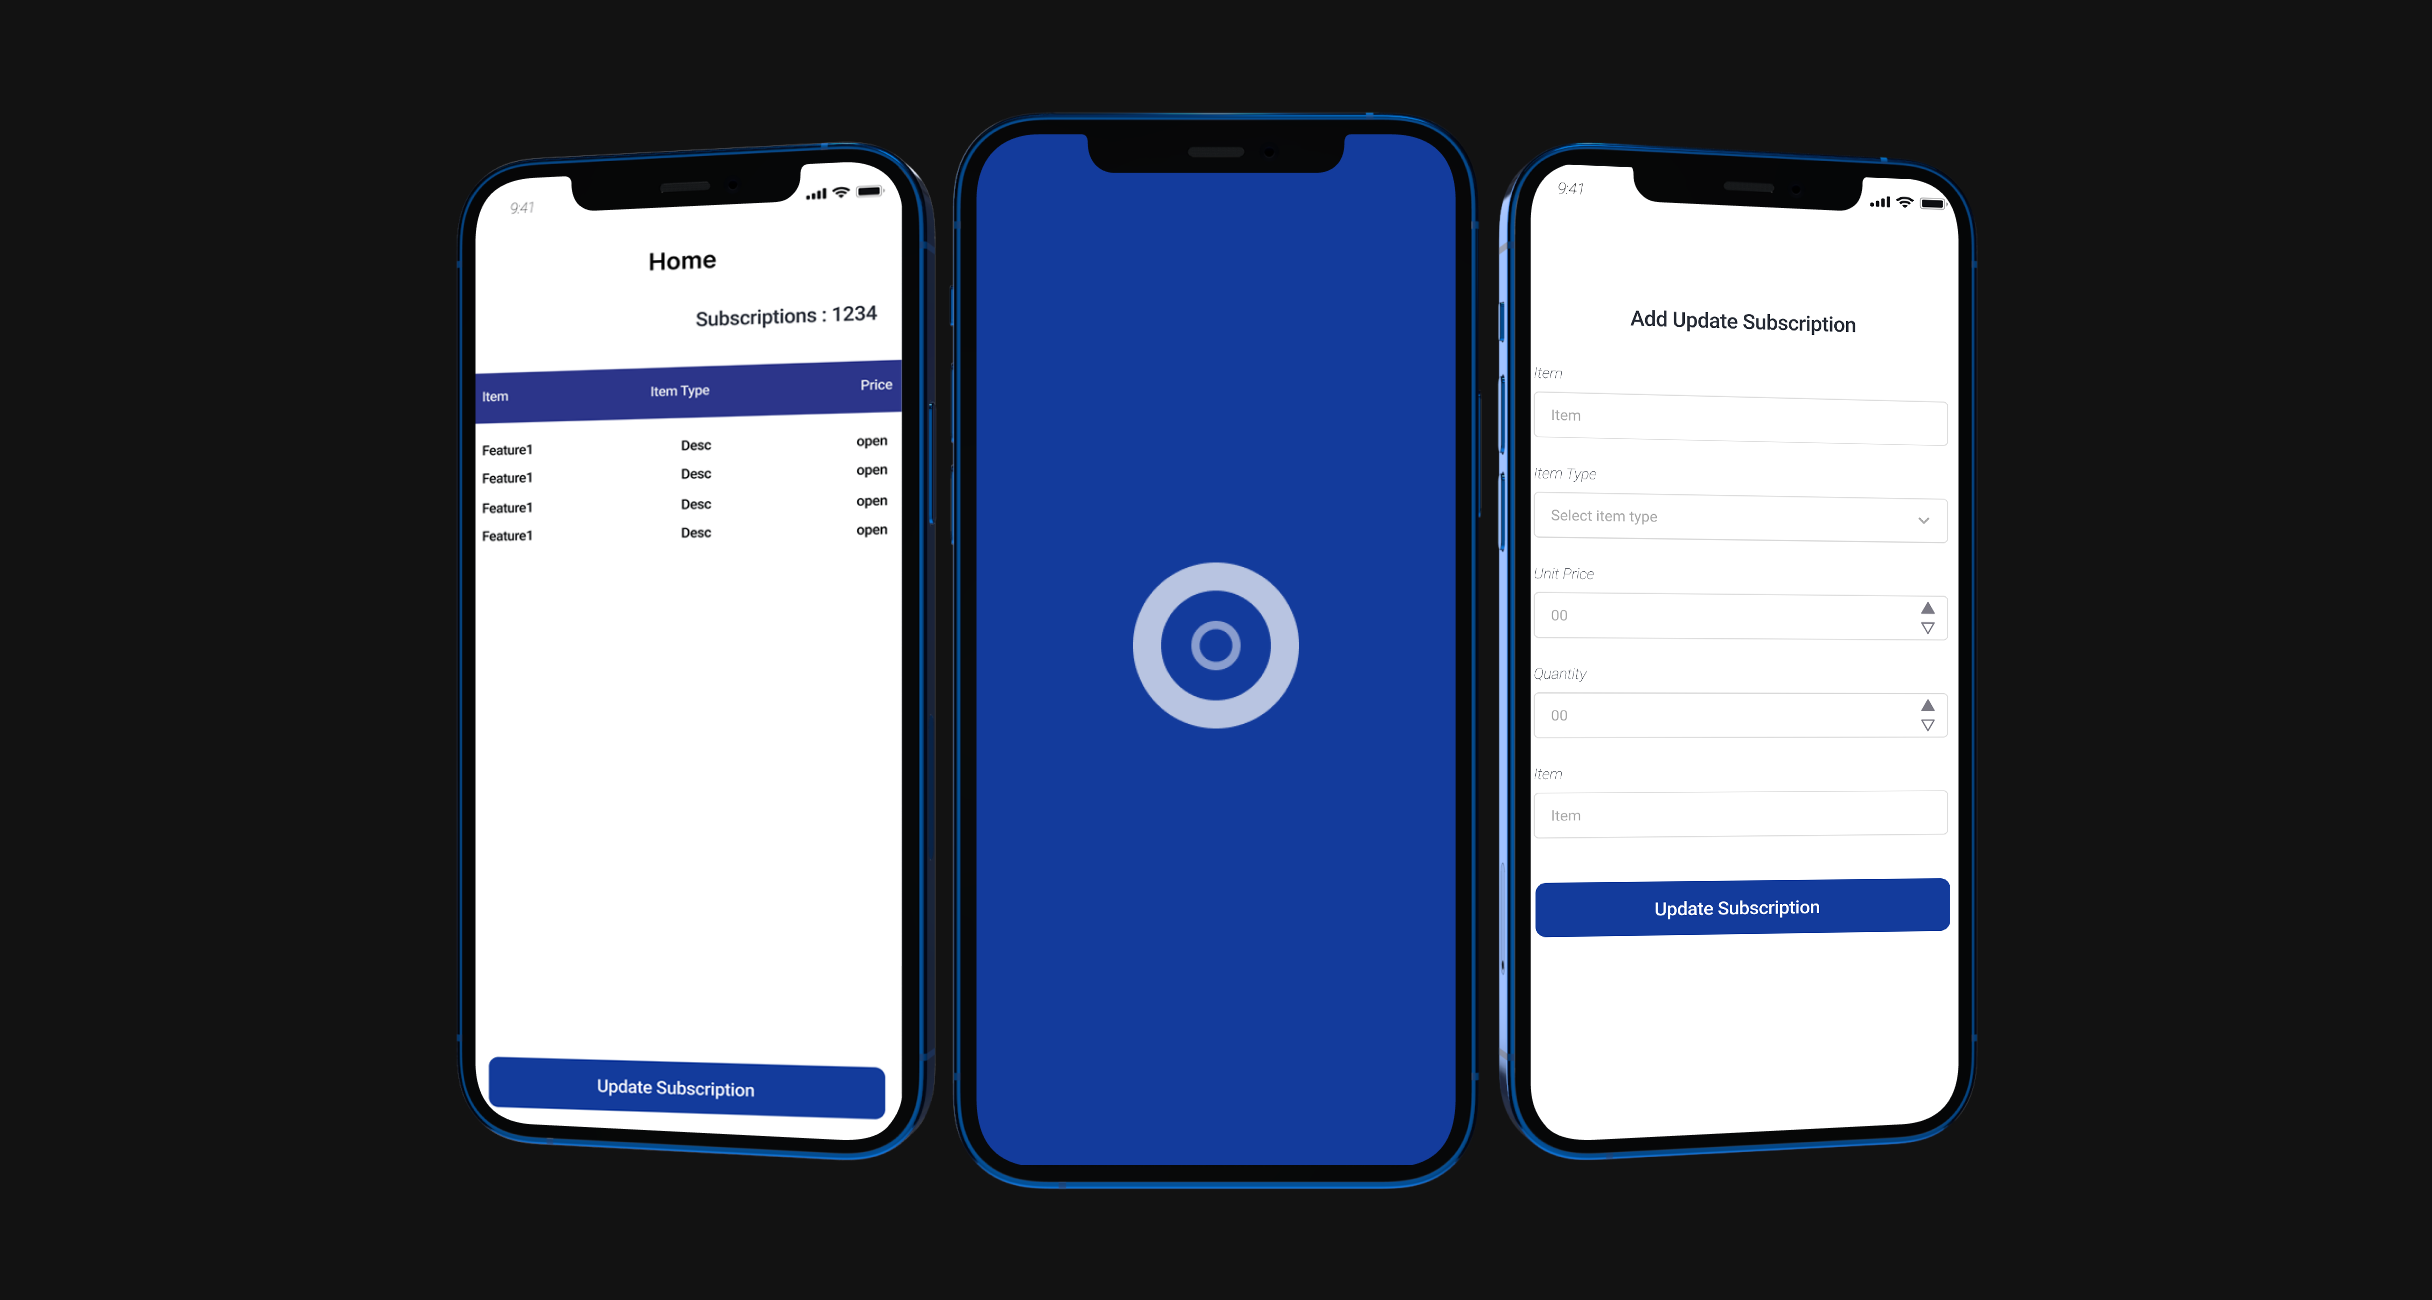 9:41
Home
Subscriptions : 1234
Item Item Type Price
Feature1 Desc open
Feature1 Desc open
Feature1 Desc open
Feature1 Desc open
Update Subscription
9:41
Add Update Subscription
Item
Item
Item Type
Select item type
Unit Price
00
Quantity
00
Item
Item
Update Subscription